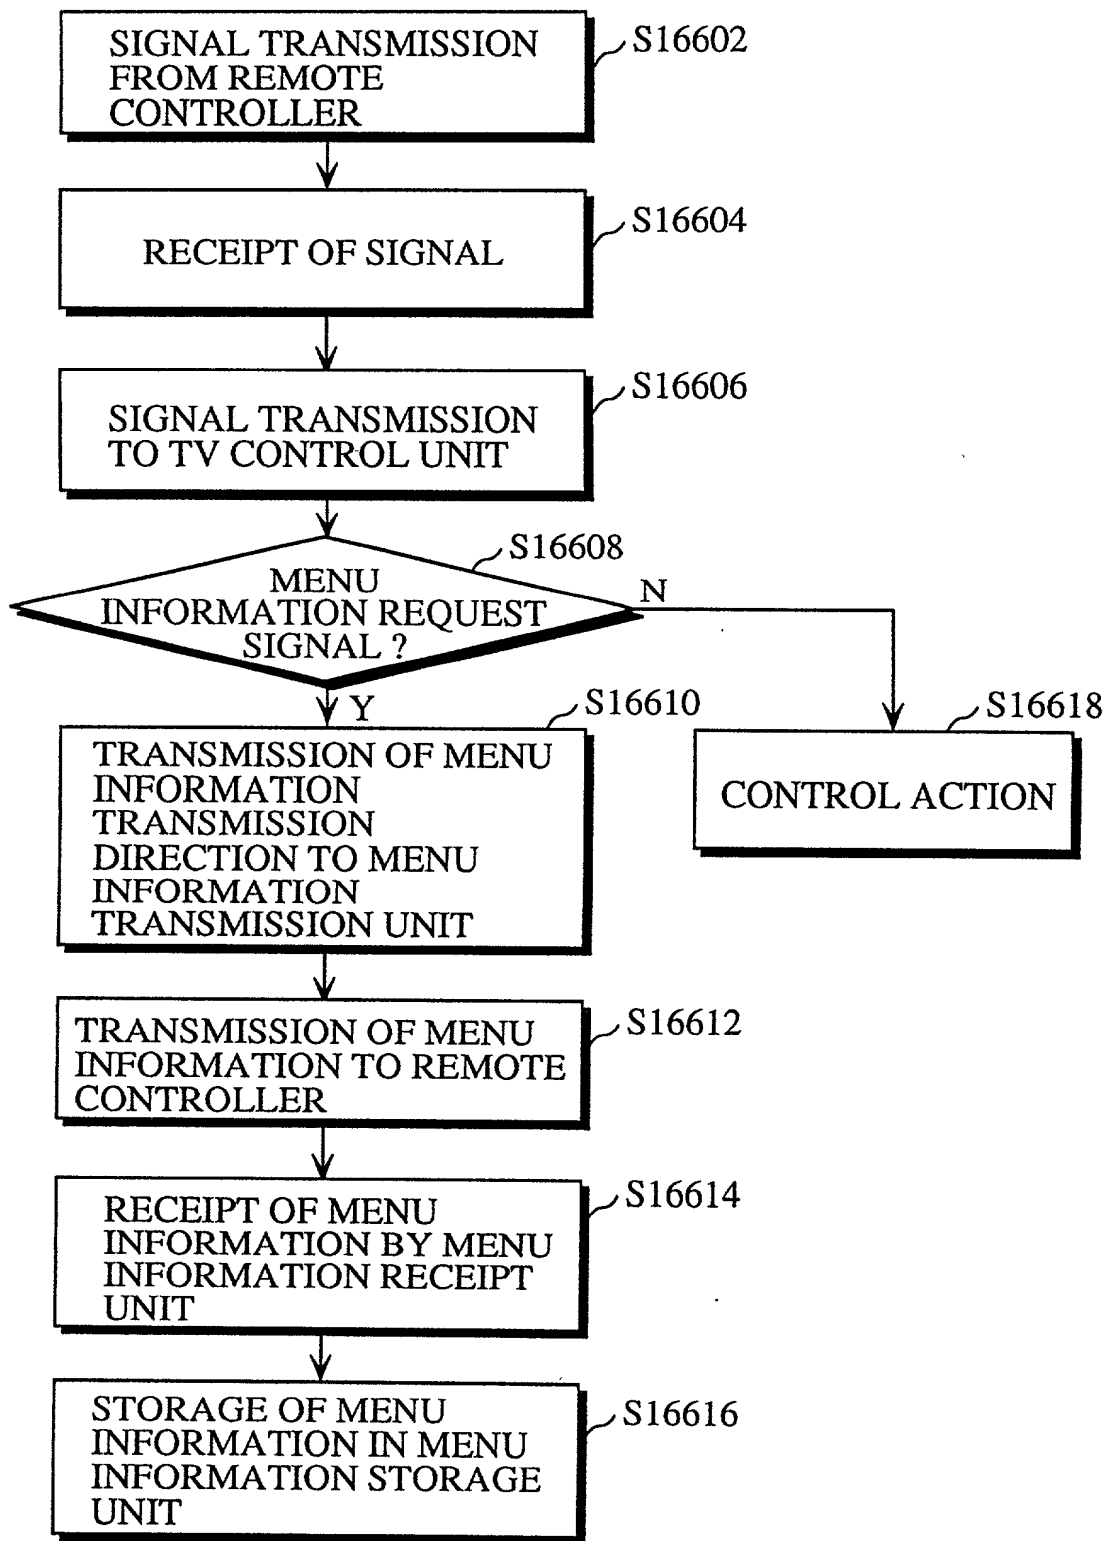 SIGNAL TRANSMISSION
FROM REMOTE
CONTROLLER
S16602
RECEIPT OF SIGNAL
S16604
SIGNAL TRANSMISSION
TO TV CONTROL UNIT
S16606
MENU
INFORMATION REQUEST
SIGNAL ?
S16608
N
Y
TRANSMISSION OF MENU
INFORMATION
TRANSMISSION
DIRECTION TO MENU
INFORMATION
TRANSMISSION UNIT
S16610
CONTROL ACTION
S16618
TRANSMISSION OF MENU
INFORMATION TO REMOTE
CONTROLLER
S16612
RECEIPT OF MENU
INFORMATION BY MENU
INFORMATION RECEIPT
UNIT
S16614
STORAGE OF MENU
INFORMATION IN MENU
INFORMATION STORAGE
UNIT
S16616